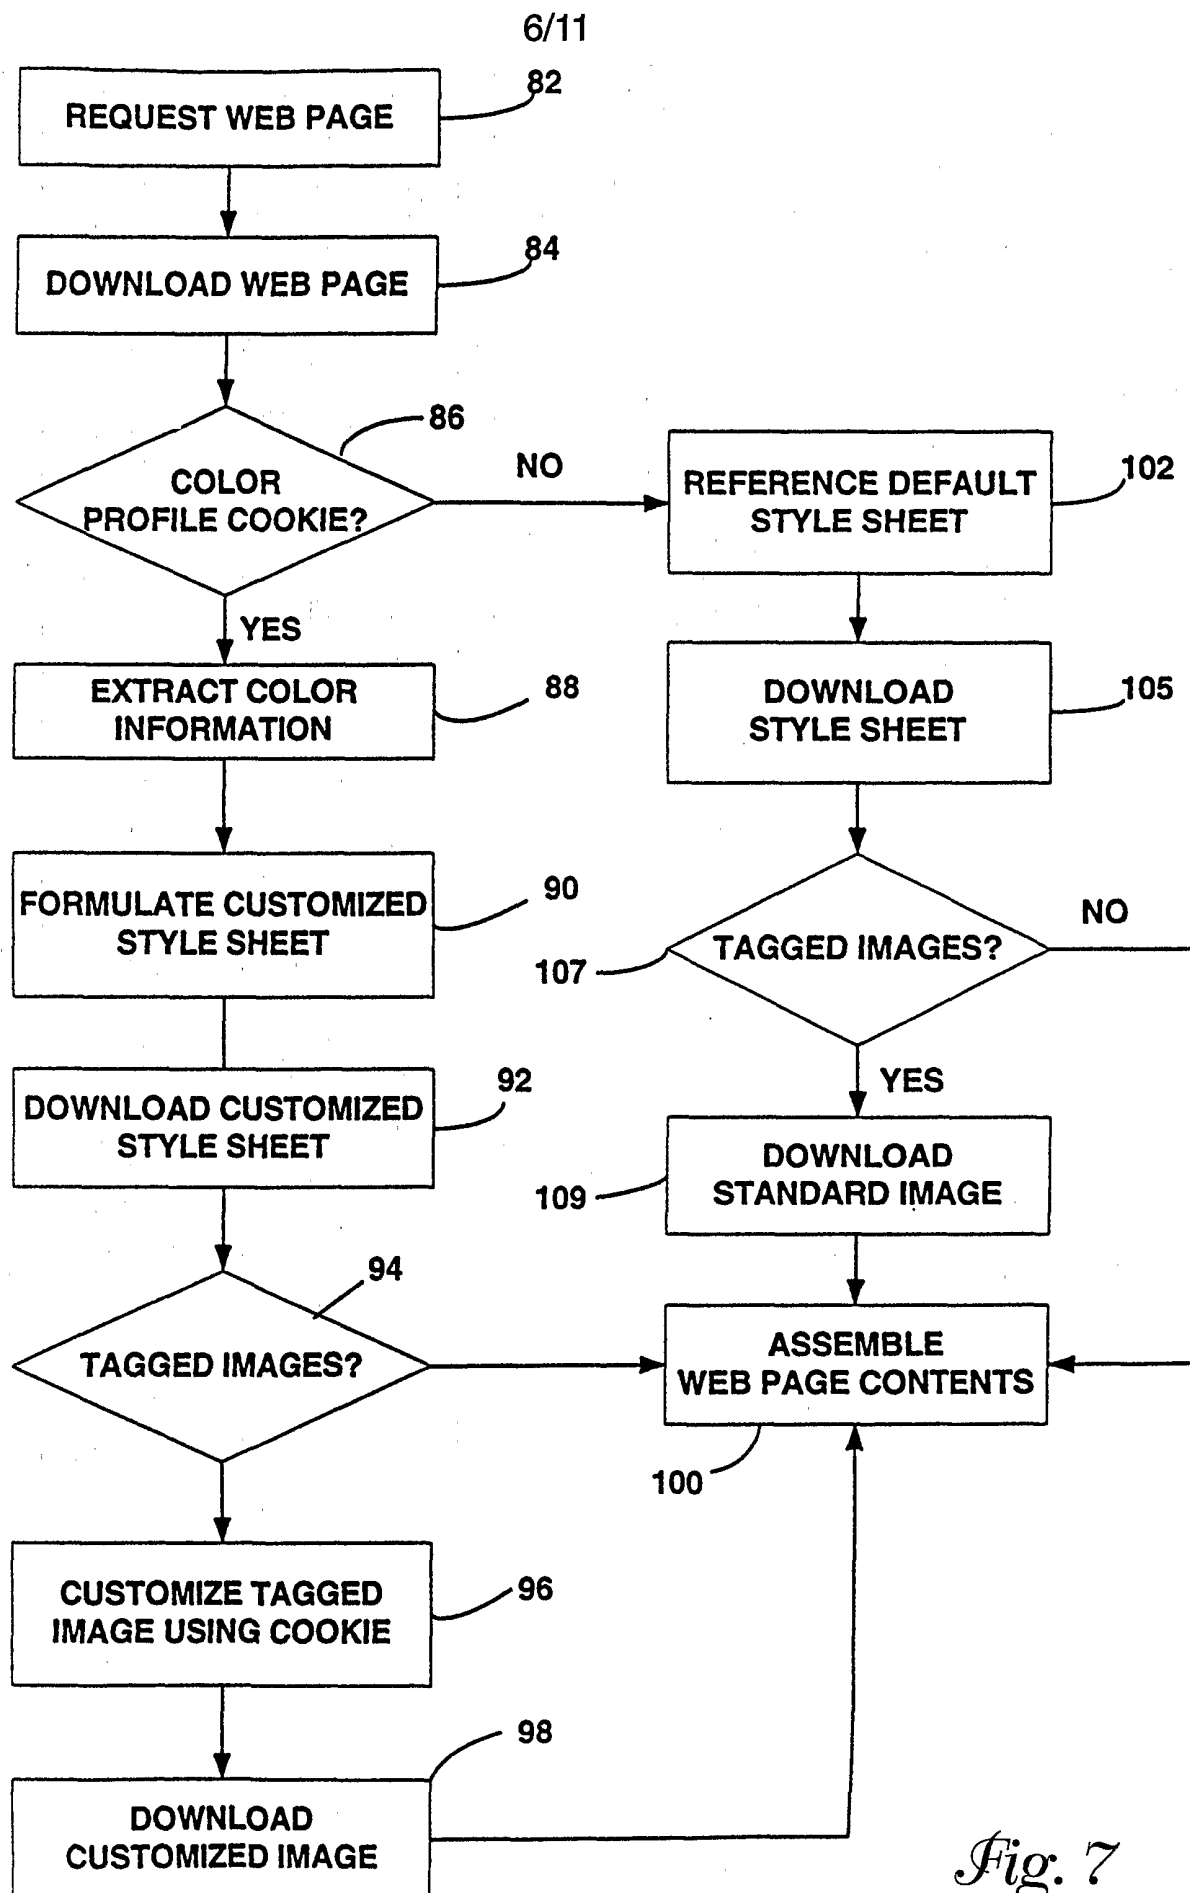 6/11
REQUEST WEB PAGE
82
DOWNLOAD WEB PAGE
84
COLOR
PROFILE COOKIE?
86
NO
YES
REFERENCE DEFAULT
STYLE SHEET
102
EXTRACT COLOR
INFORMATION
88
DOWNLOAD
STYLE SHEET
105
FORMULATE CUSTOMIZED
STYLE SHEET
90
TAGGED IMAGES?
107
NO
YES
DOWNLOAD CUSTOMIZED
STYLE SHEET
92
DOWNLOAD
STANDARD IMAGE
109
TAGGED IMAGES?
94
ASSEMBLE
WEB PAGE CONTENTS
100
CUSTOMIZE TAGGED
IMAGE USING COOKIE
96
DOWNLOAD
CUSTOMIZED IMAGE
98
Fig. 7